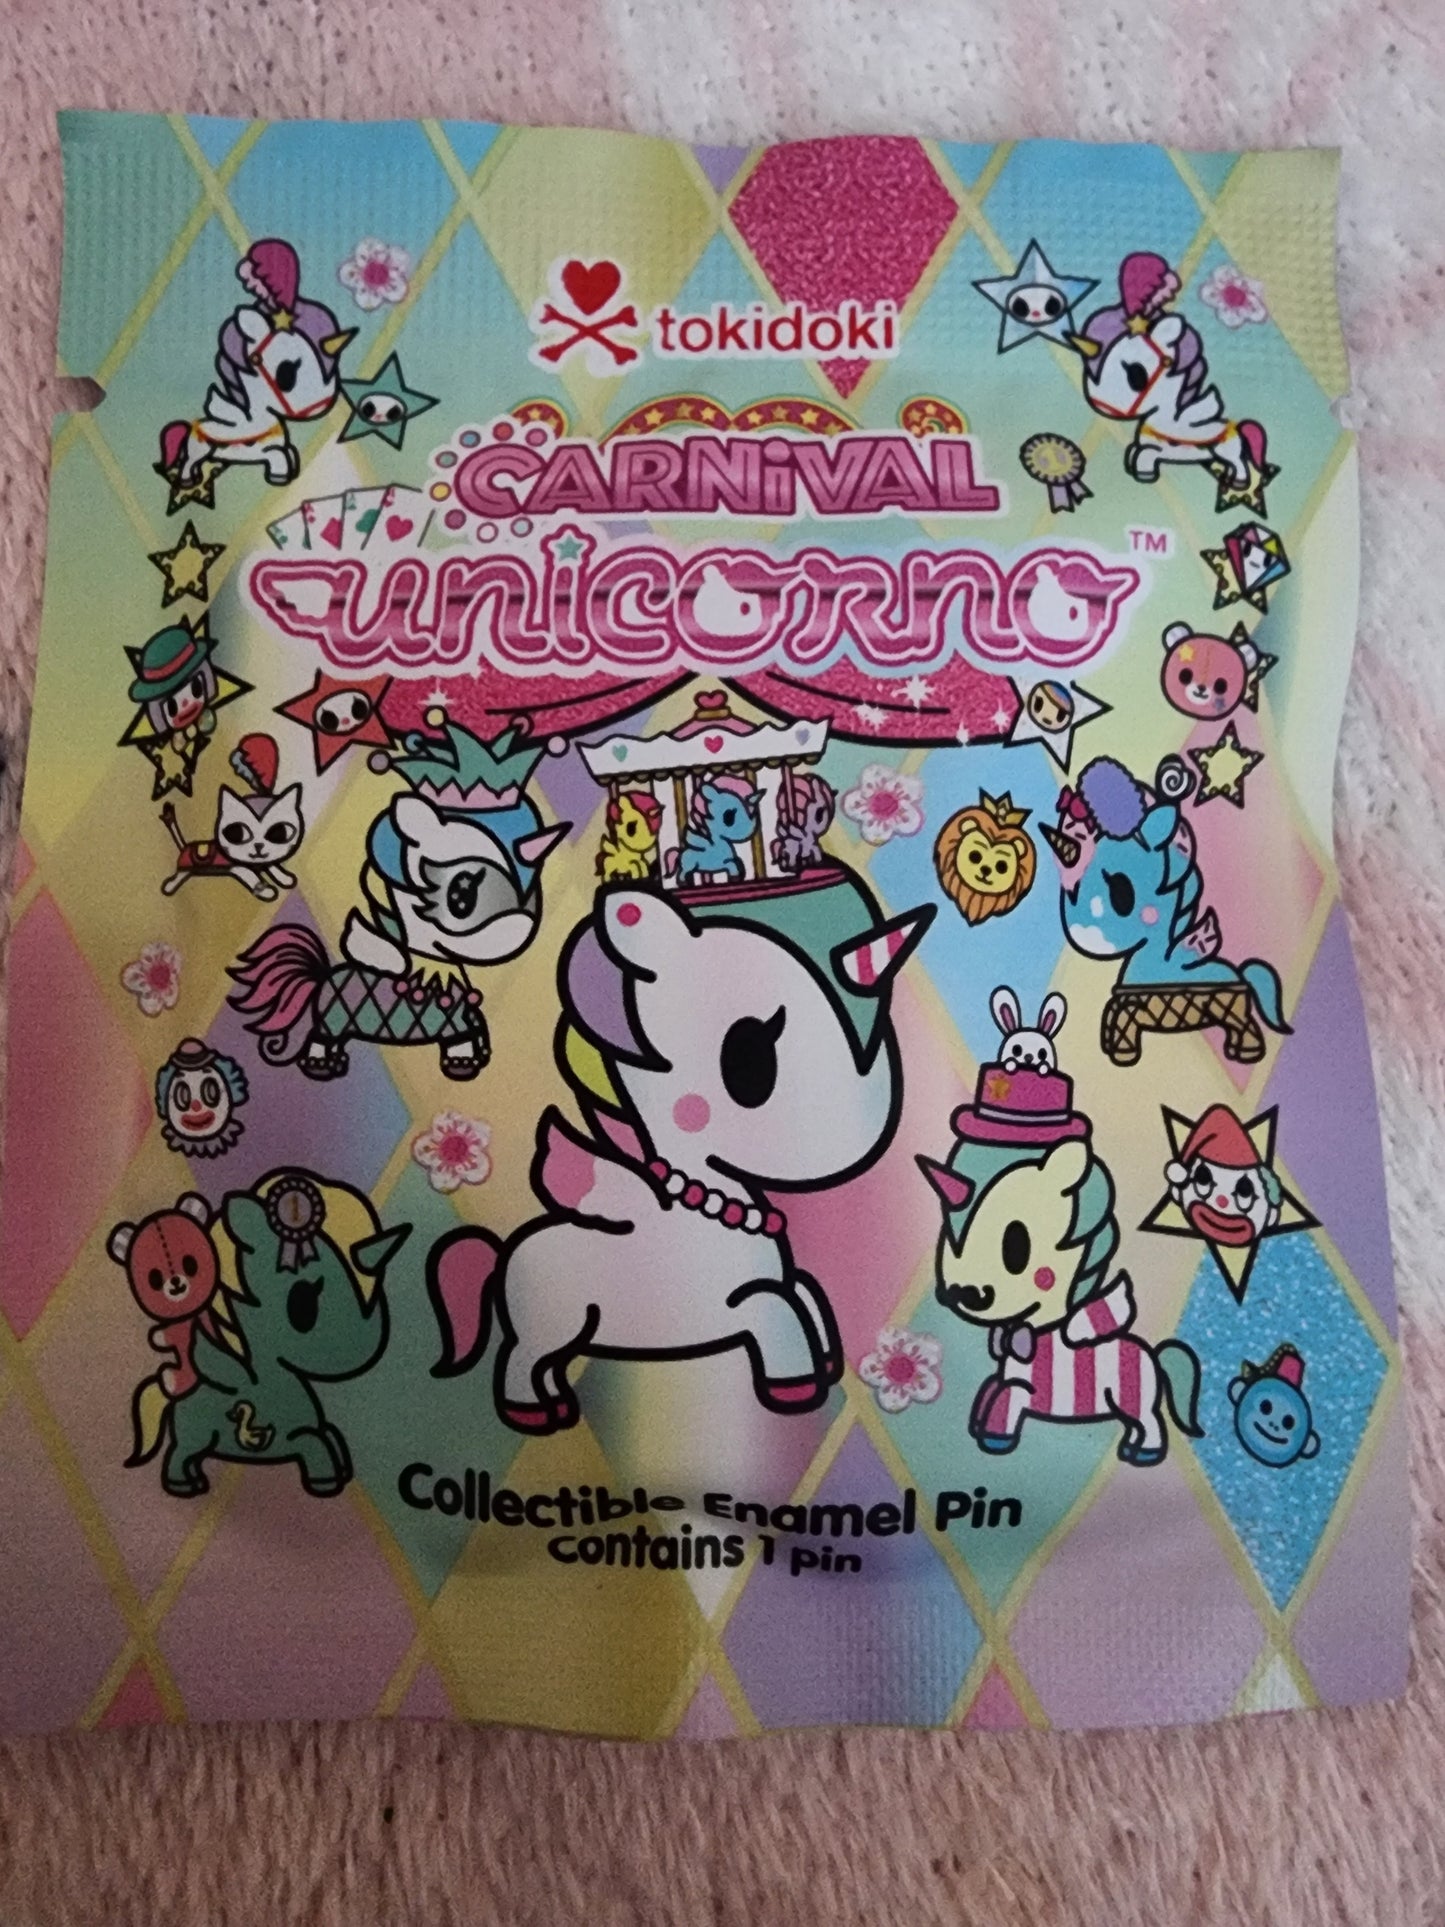 tokidoki
CARNiVAL
unicorno™
Collectible Enamel Pin
contains 1 pin